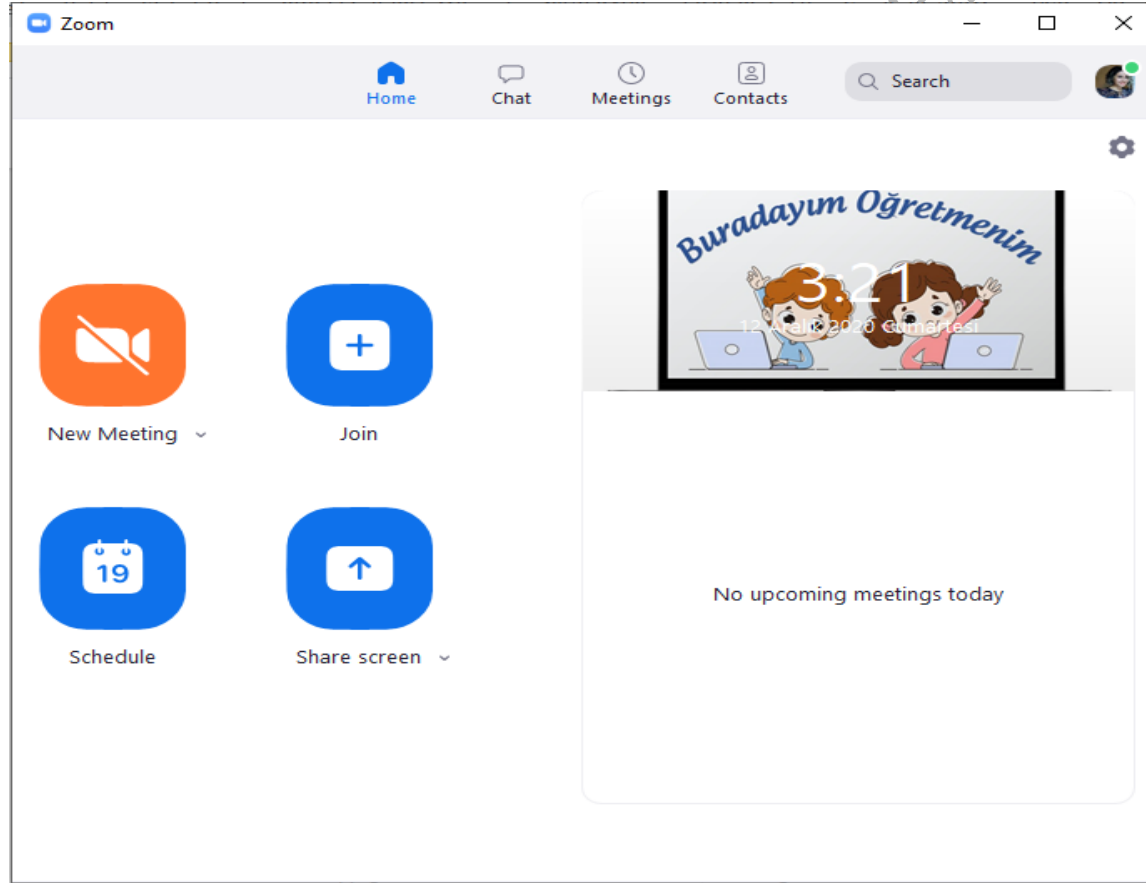 Zoom
Home Chat Meetings Contacts Search
Buradayım Öğretmenim
3:21
12 Aralık 2020 Cumartesi
New Meeting Join
19
Schedule Share screen
No upcoming meetings today